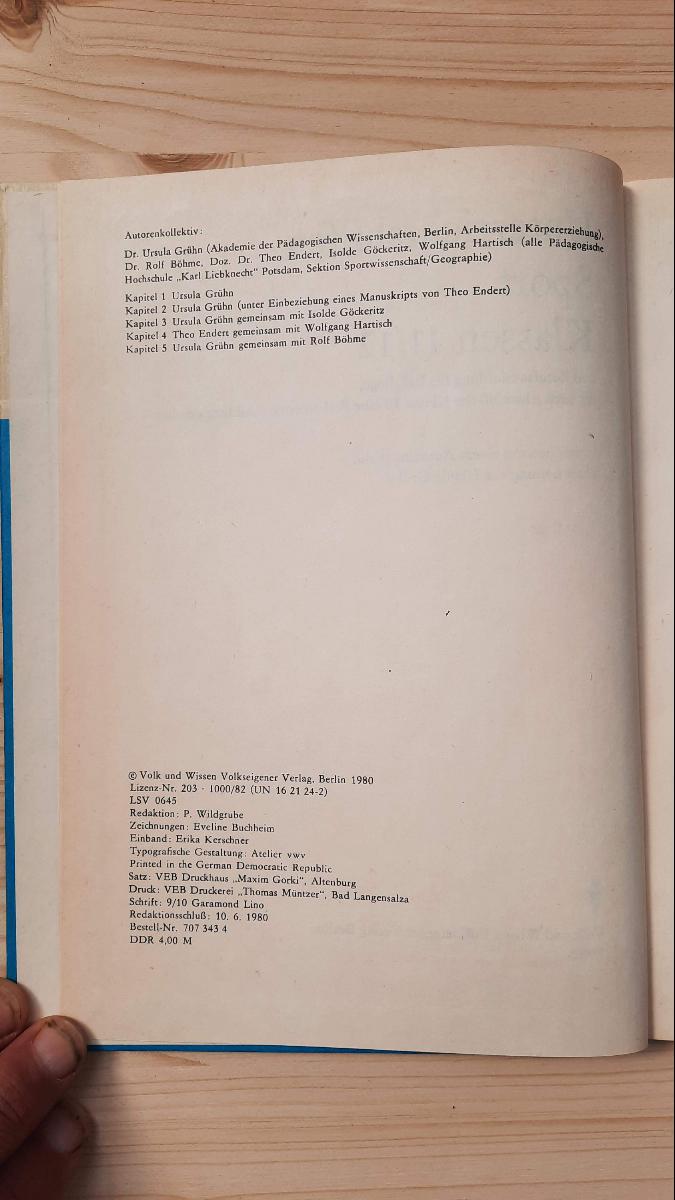 Autorenkollektiv:
Dr. Ursula Grühn (Akademie der Pädagogischen Wissenschaften, Berlin, Arbeitsstelle Körpererziehung),
Dr. Rolf Böhme, Doz. Dr. Theo Endert, Isolde Göckeritz, Wolfgang Hartisch (alle Pädagogische
Hochschule „Karl Liebknecht“ Potsdam, Sektion Sportwissenschaft/Geographie)
Kapitel 1 Ursula Grühn
Kapitel 2 Ursula Grühn (unter Einbeziehung eines Manuskripts von Theo Endert)
Kapitel 3 Ursula Grühn gemeinsam mit Isolde Göckeritz
Kapitel 4 Theo Endert gemeinsam mit Wolfgang Hartisch
Kapitel 5 Ursula Grühn gemeinsam mit Rolf Böhme
© Volk und Wissen Volkseigener Verlag, Berlin 1980
Lizenz-Nr. 203 · 1000/82 (UN 16 21 24-2)
LSV 0645
Redaktion: P. Wildgrube
Zeichnungen: Eveline Buchheim
Einband: Erika Kerschner
Typografische Gestaltung: Atelier vwv
Printed in the German Democratic Republic
Satz: VEB Druckhaus „Maxim Gorki“, Altenburg
Druck: VEB Druckerei „Thomas Müntzer“, Bad Langensalza
Schrift: 9/10 Garamond Lino
Redaktionsschluß: 10. 6. 1980
Bestell-Nr. 707 343 4
DDR 4,00 M